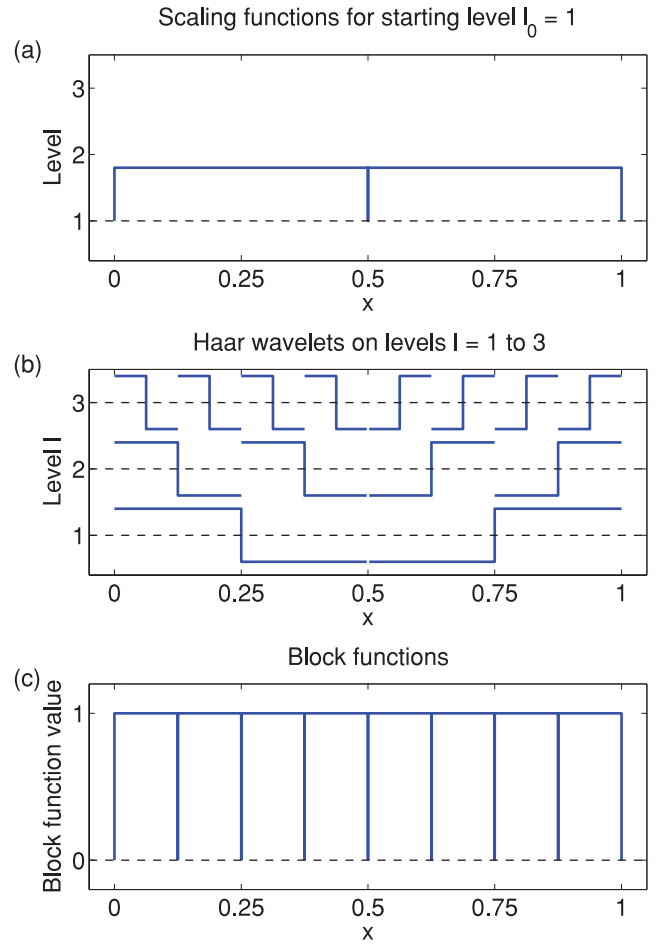 Scaling functions for starting level l₀ = 1
(a)
Level
3
2
1
0 0.25 0.5 0.75 1
x
Haar wavelets on levels l = 1 to 3
(b)
Level l
3
2
1
0 0.25 0.5 0.75 1
x
Block functions
(c)
Block function value
1
0
0 0.25 0.5 0.75 1
x